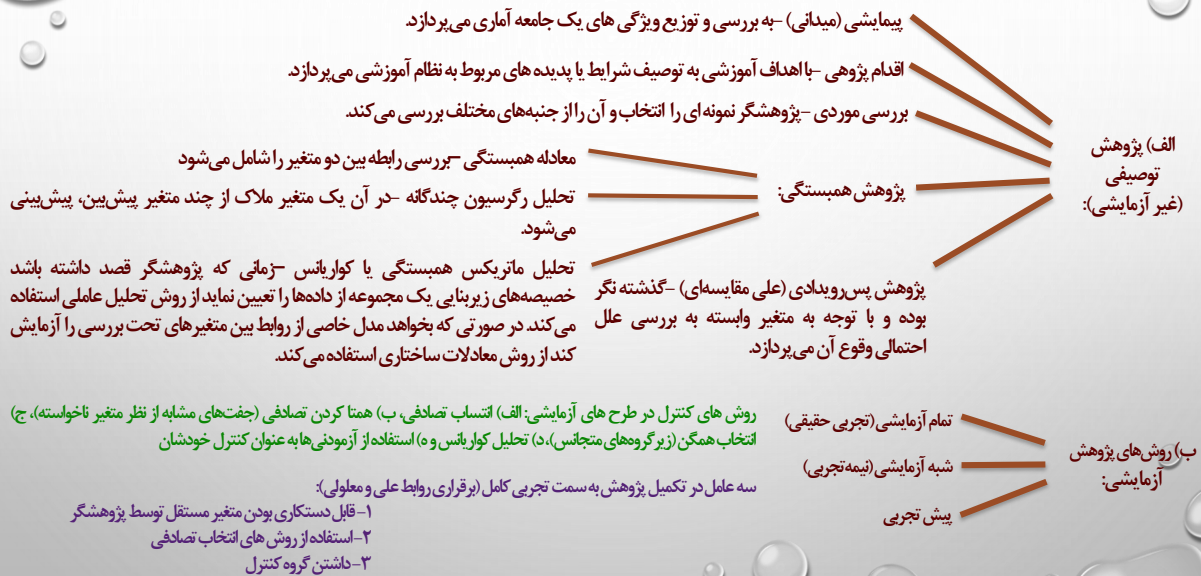 الف) پژوهش
توصیفی
(غیر آزمایشی):
پیمایشی (میدانی) –به بررسی و توزیع ویژگی های یک جامعه آماری می‌پردازد.
اقدام پژوهی –با اهداف آموزشی به توصیف شرایط یا پدیده های مربوط به نظام آموزشی می‌پردازد.
بررسی موردی –پژوهشگر نمونه ای را انتخاب و آن را از جنبه‌های مختلف بررسی می کند.
پژوهش همبستگی:
معادله همبستگی –بررسی رابطه بین دو متغیر را شامل می‌شود
تحلیل رگرسیون چندگانه –در آن یک متغیر ملاک از چند متغیر پیش‌بین، پیش‌بینی
می‌شود.
تحلیل ماتریکس همبستگی یا کواریانس –زمانی که پژوهشگر قصد داشته باشد
خصیصه‌های زیربنایی یک مجموعه از داده‌ها را تعیین نماید از روش تحلیل عاملی استفاده
می کند. در صورتی که بخواهد مدل خاصی از روابط بین متغیرهای تحت بررسی را آزمایش
کند از روش معادلات ساختاری استفاده می کند.
پژوهش پس‌رویدادی (علی مقایسه‌ای) –گذشته نگر
بوده و با توجه به متغیر وابسته به بررسی علل
احتمالی وقوع آن می‌پردازد.
ب) روش‌های پژوهش
آزمایشی:
تمام آزمایشی (تجربی حقیقی)
شبه آزمایشی (نیمه‌تجربی)
پیش تجربی
روش های کنترل در طرح های آزمایشی: الف) انتساب تصادفی، ب) همتا کردن تصادفی (جفت‌های مشابه از نظر متغیر ناخواسته)، ج)
انتخاب همگن (زیر گروه‌های متجانس)، د) تحلیل کواریانس و ه) استفاده از آزمودنی‌ها به عنوان کنترل خودشان
سه عامل در تکمیل پژوهش به سمت تجربی کامل (برقراری روابط علی و معلولی):
۱- قابل دستکاری بودن متغیر مستقل توسط پژوهشگر
۲- استفاده از روش های انتخاب تصادفی
۳- داشتن گروه کنترل